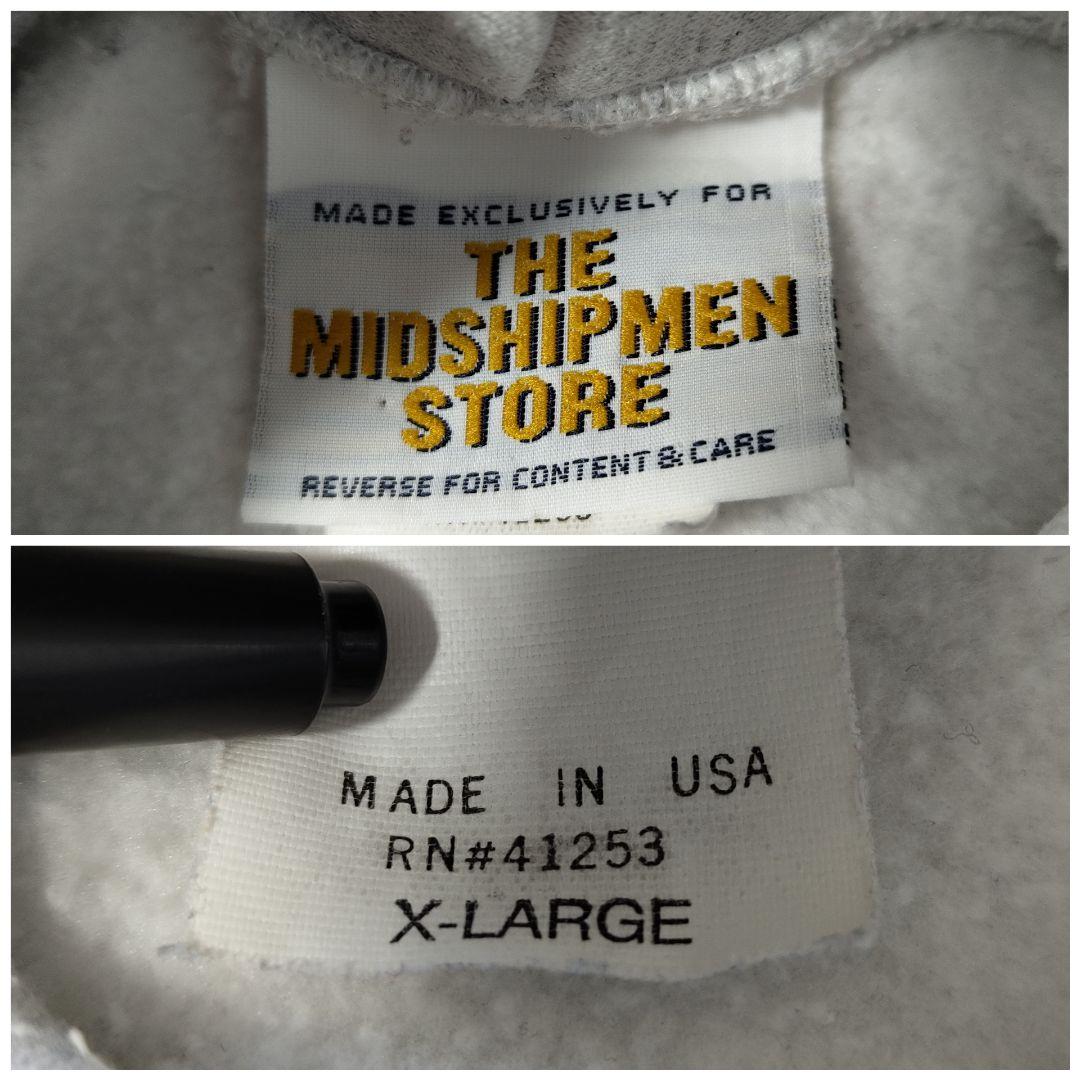 MADE EXCLUSIVELY FOR
THE
MIDSHIPMEN
STORE
REVERSE FOR CONTENT & CARE
MADE IN USA
RN#41253
X-LARGE